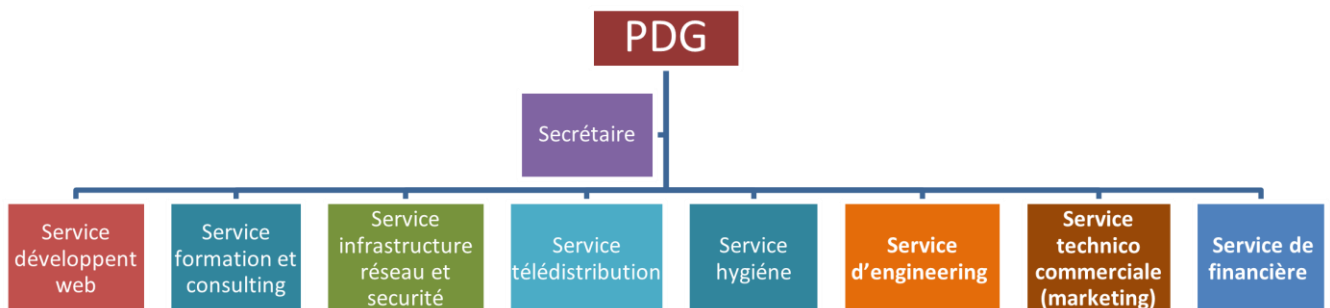 PDG
Secrétaire
Service
développent
web
Service
formation et
consulting
Service
infrastructure
réseau et
securité
Service
télédistribution
Service
hygiéne
Service
d'engineering
Service
technico
commerciale
(marketing)
Service de
financière